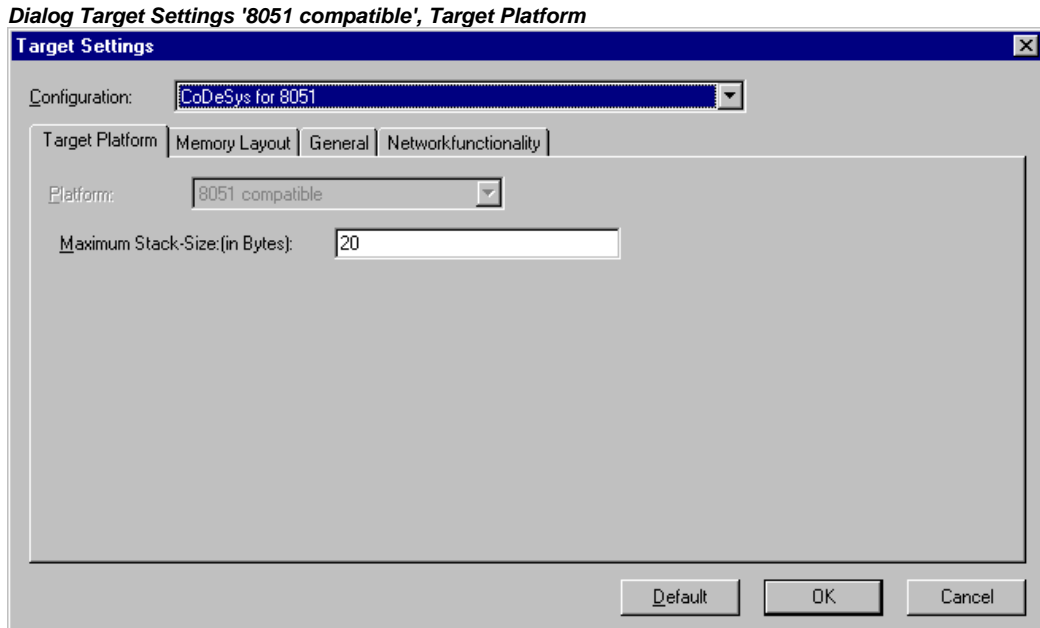 Dialog Target Settings '8051 compatible', Target Platform
Target Settings
Configuration: CoDeSys for 8051
Target Platform Memory Layout General Networkfunctionality
Platform: 8051 compatible
Maximum Stack-Size:(in Bytes): 20
Default OK Cancel